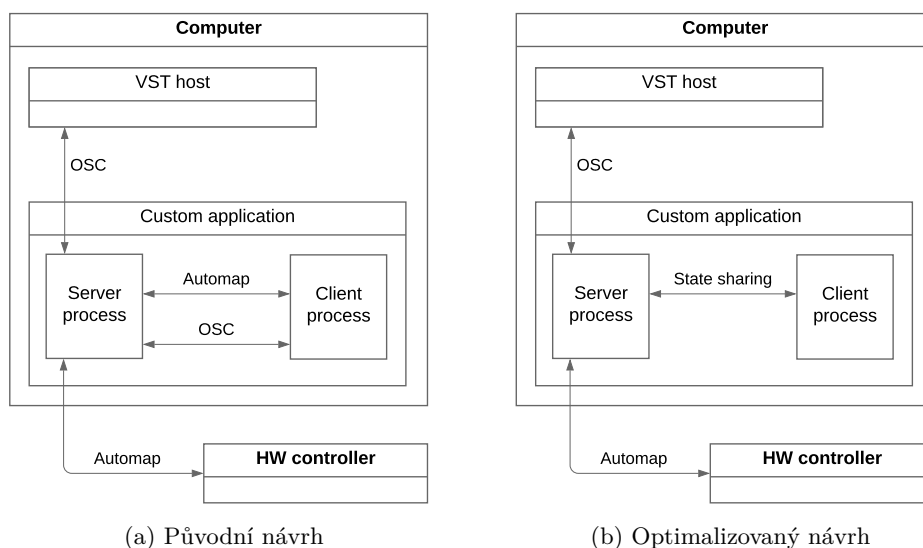 Computer
VST host
OSC
Custom application
Server
process
Automap
OSC
Client
process
Automap
HW controller
(a) Původní návrh
Computer
VST host
OSC
Custom application
Server
process
State sharing
Client
process
Automap
HW controller
(b) Optimalizovaný návrh